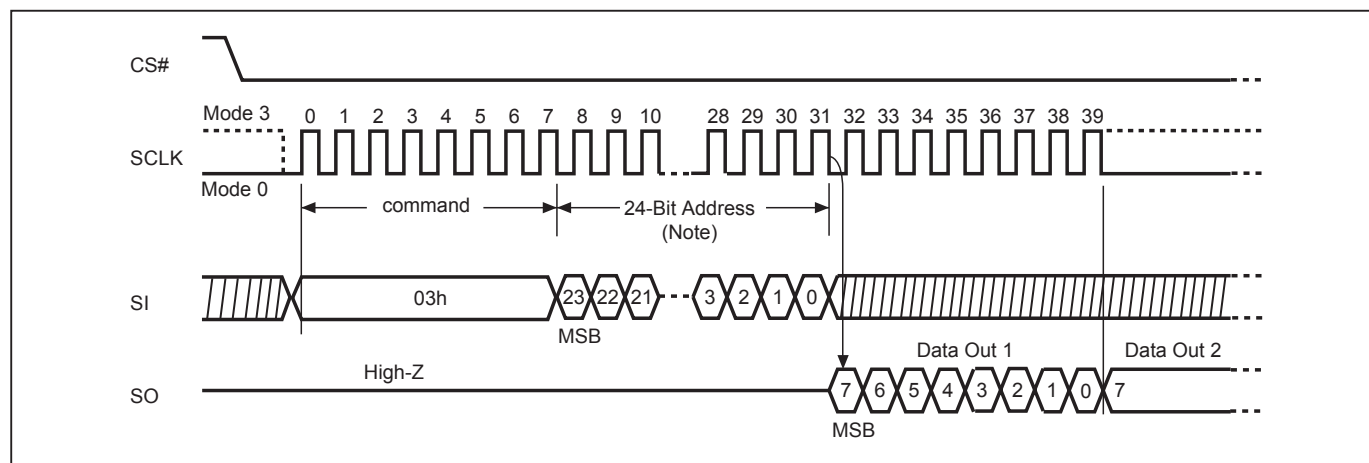 CS#
Mode 3
0 1 2 3 4 5 6 7 8 9 10 28 29 30 31 32 33 34 35 36 37 38 39
SCLK
Mode 0
command
24-Bit Address
(Note)
SI
03h
23 22 21 3 2 1 0
MSB
Data Out 1
Data Out 2
High-Z
SO
7 6 5 4 3 2 1 0 7
MSB